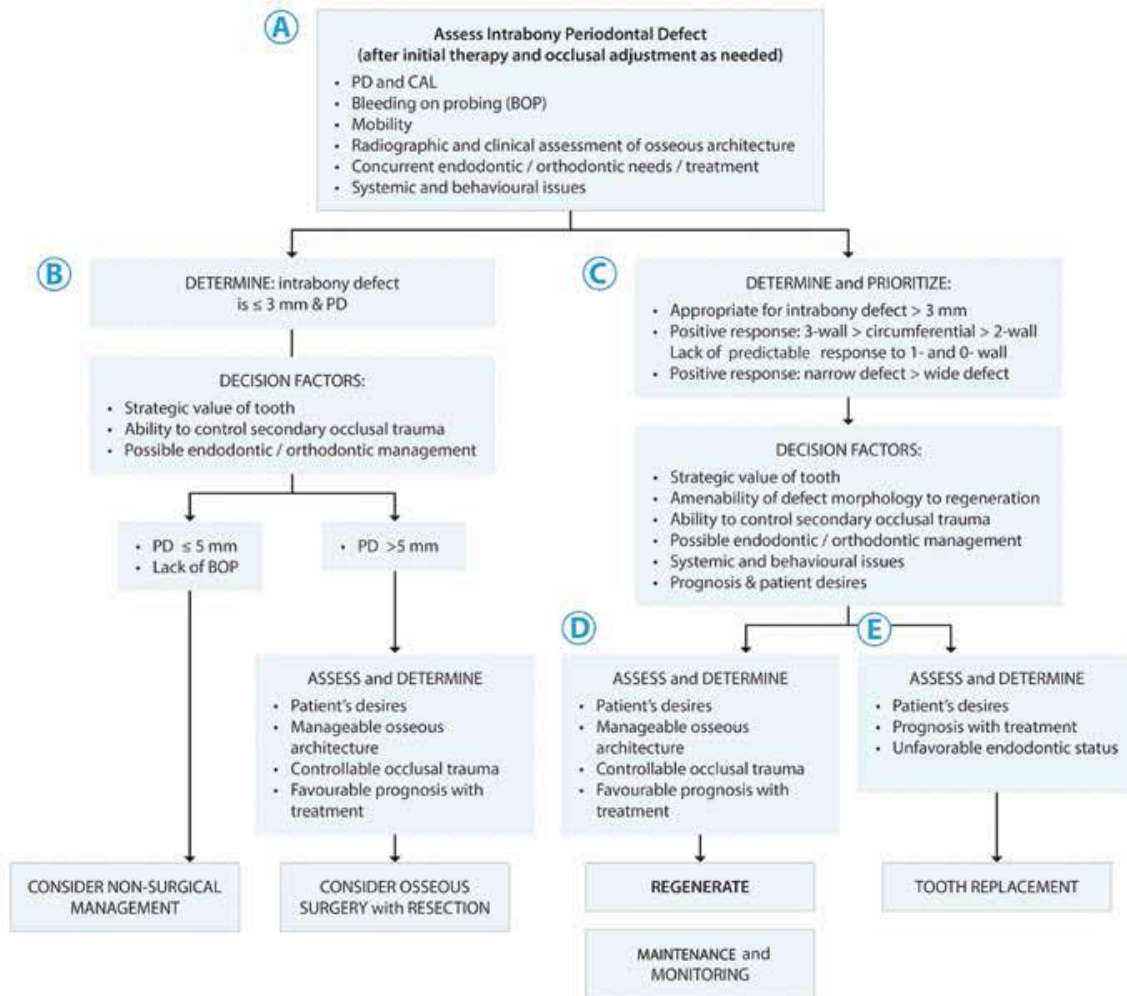 A
Assess Intrabony Periodontal Defect
(after initial therapy and occlusal adjustment as needed)
• PD and CAL
• Bleeding on probing (BOP)
• Mobility
• Radiographic and clinical assessment of osseous architecture
• Concurrent endodontic / orthodontic needs / treatment
• Systemic and behavioural issues
B
DETERMINE: intrabony defect
is ≤ 3 mm & PD
DECISION FACTORS:
• Strategic value of tooth
• Ability to control secondary occlusal trauma
• Possible endodontic / orthodontic management
• PD ≤ 5 mm
• Lack of BOP
• PD >5 mm
ASSESS and DETERMINE
• Patient's desires
• Manageable osseous
architecture
• Controllable occlusal trauma
• Favourable prognosis with
treatment
CONSIDER NON-SURGICAL
MANAGEMENT
CONSIDER OSSEOUS
SURGERY with RESECTION
C
DETERMINE and PRIORITIZE:
• Appropriate for intrabony defect > 3 mm
• Positive response: 3-wall > circumferential > 2-wall
Lack of predictable response to 1- and 0- wall
• Positive response: narrow defect > wide defect
DECISION FACTORS:
• Strategic value of tooth
• Amenability of defect morphology to regeneration
• Ability to control secondary occlusal trauma
• Possible endodontic / orthodontic management
• Systemic and behavioural issues
• Prognosis & patient desires
D
ASSESS and DETERMINE
• Patient's desires
• Manageable osseous
architecture
• Controllable occlusal trauma
• Favourable prognosis with
treatment
REGENERATE
MAINTENANCE and
MONITORING
E
ASSESS and DETERMINE
• Patient's desires
• Prognosis with treatment
• Unfavorable endodontic status
TOOTH REPLACEMENT